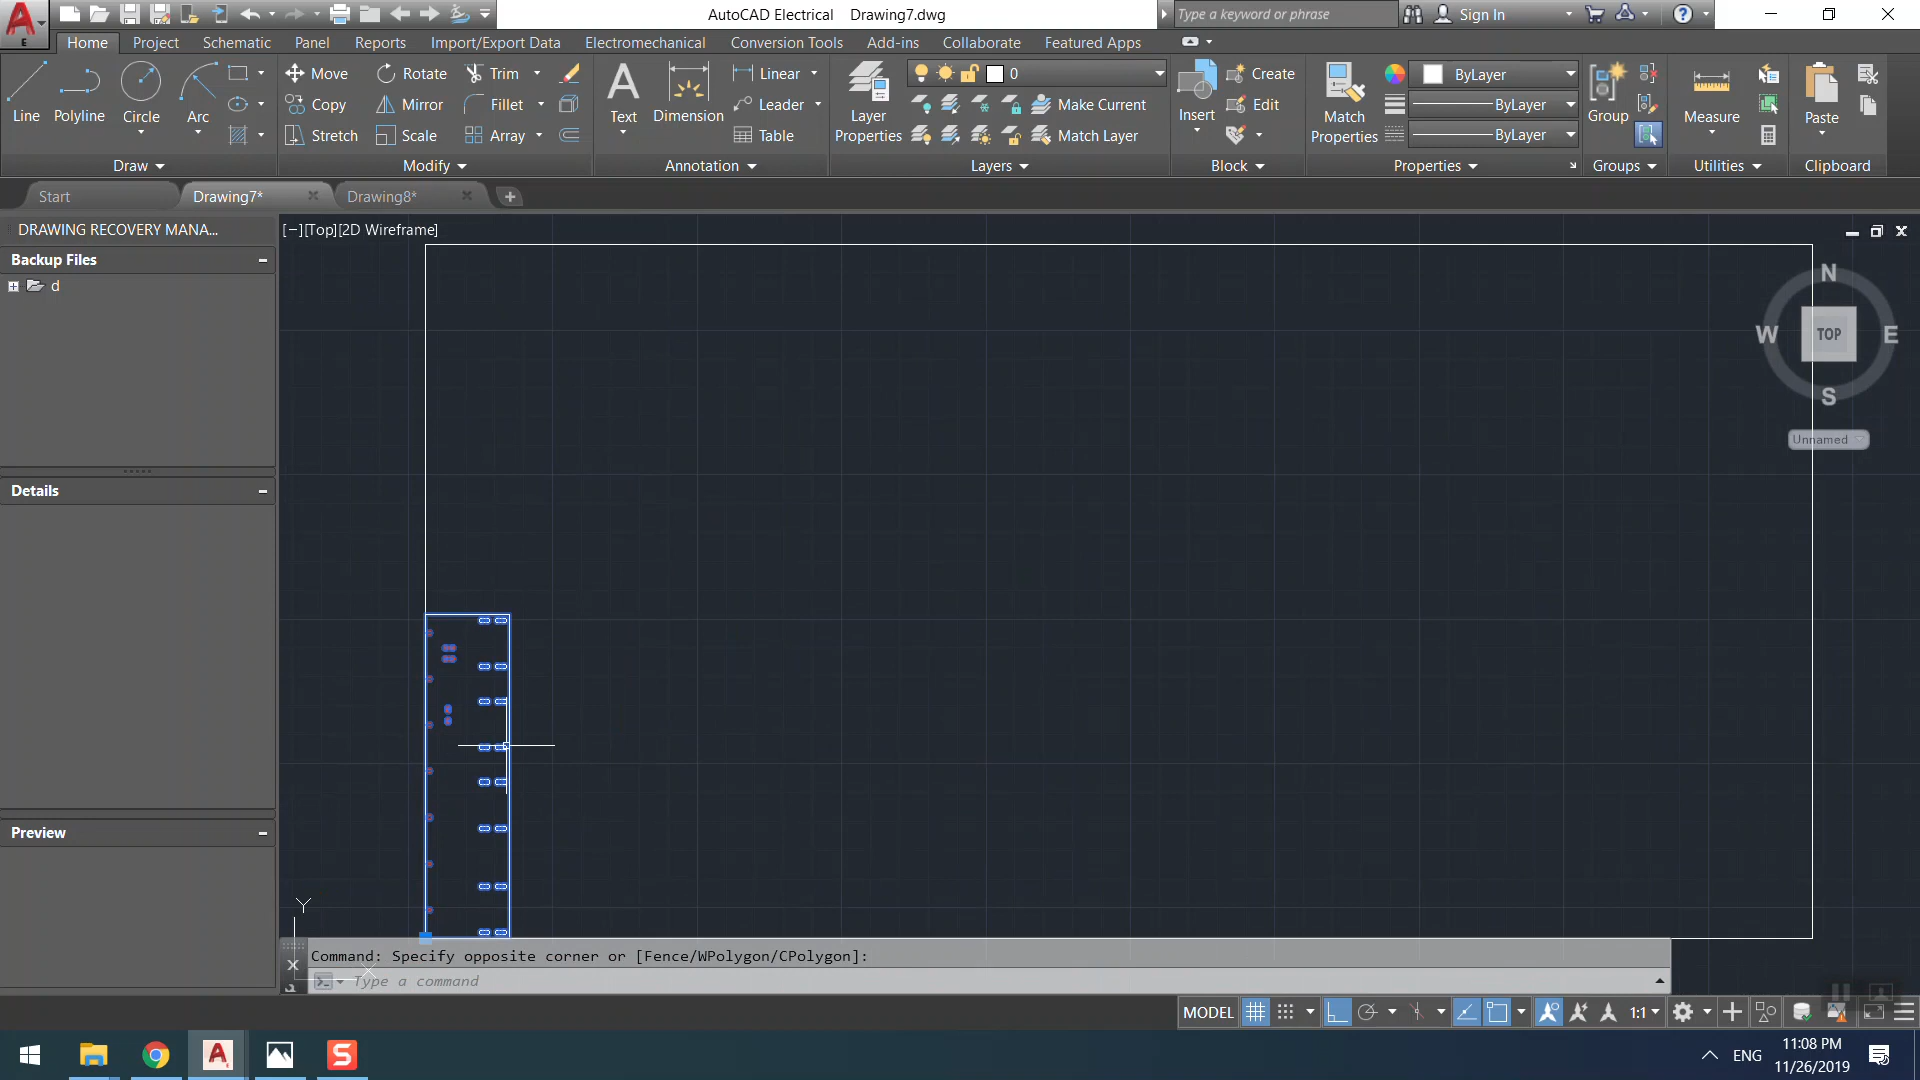 AutoCAD Electrical Drawing7.dwg
Type a keyword or phrase
Sign In
A E
Home Project Schematic Panel Reports Import/Export Data Electromechanical Conversion Tools Add-ins Collaborate Featured Apps
Line Polyline Circle Arc
Draw
Move Rotate Trim
Copy Mirror Fillet
Stretch Scale Array
Modify
Text Dimension
Linear
Leader
Table
Annotation
Layer Properties
0
Make Current
Match Layer
Layers
Insert
Create
Edit
Block
Match Properties
ByLayer
ByLayer
ByLayer
Properties
Group
Groups
Measure
Utilities
Paste
Clipboard
Start Drawing7* Drawing8*
DRAWING RECOVERY MANA...
Backup Files
d
Details
Preview
[−][Top][2D Wireframe]
N
W TOP E
S
Unnamed
Y
X
Command: Specify opposite corner or [Fence/WPolygon/CPolygon]:
Type a command
MODEL 1:1
ENG
11:08 PM
11/26/2019